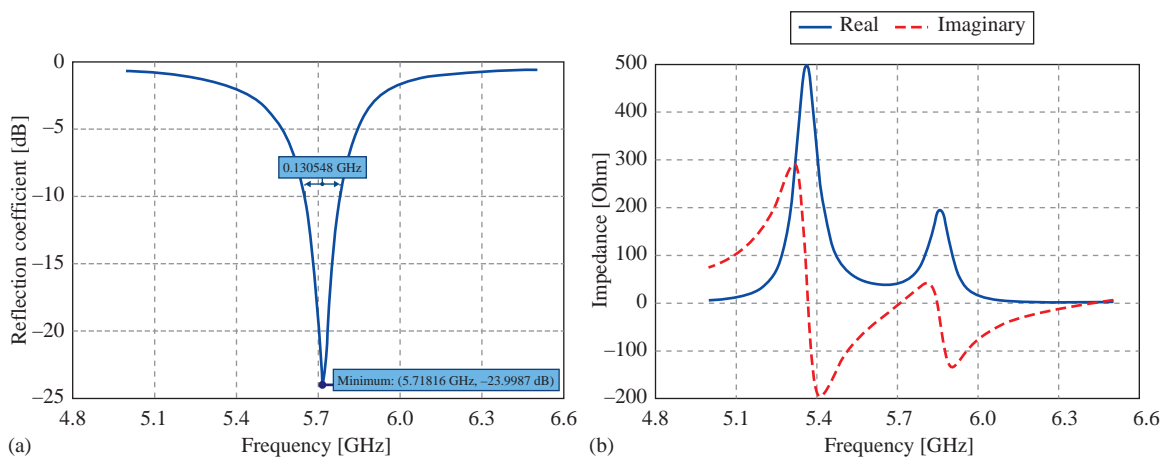 Real Imaginary
0
−5
−10
−15
−20
−25
Reflection coefficient [dB]
0.130548 GHz
Minimum: (5.71816 GHz, −23.9987 dB)
4.8 5.1 5.4 5.7 6.0 6.3 6.6
Frequency [GHz]
(a)
500
400
300
200
100
0
−100
−200
Impedance [Ohm]
4.8 5.1 5.4 5.7 6.0 6.3 6.6
Frequency [GHz]
(b)